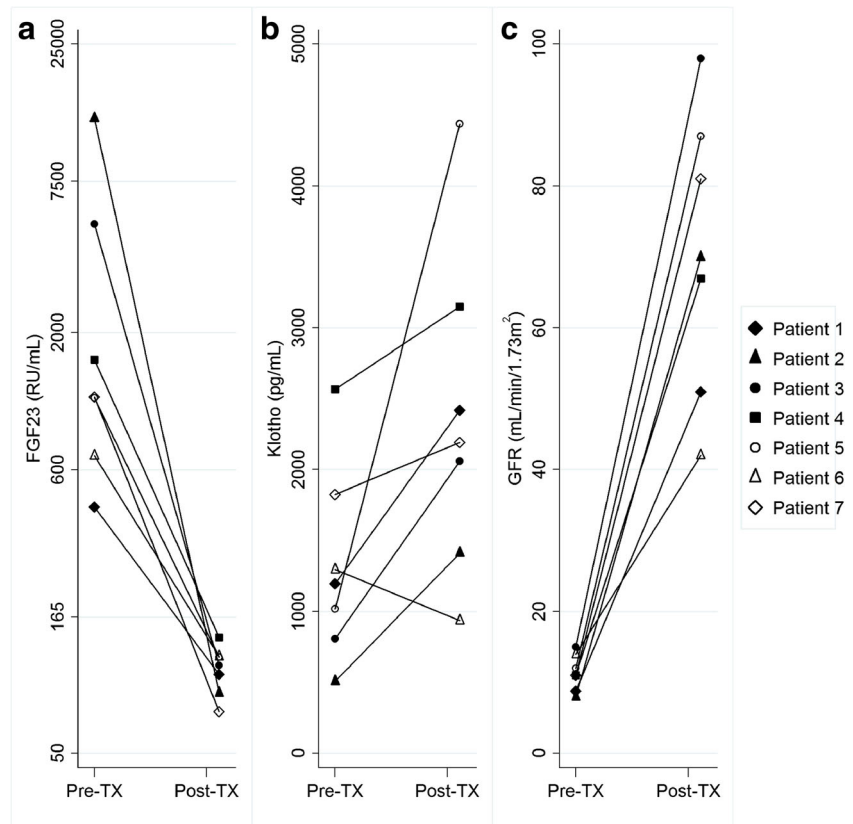 a
25000
7500
2000
600
165
50
FGF23 (RU/mL)
Pre-TX
Post-TX
b
5000
4000
3000
2000
1000
0
Klotho (pg/mL)
Pre-TX
Post-TX
c
100
80
60
40
20
0
GFR (mL/min/1.73m²)
Pre-TX
Post-TX
Patient 1
Patient 2
Patient 3
Patient 4
Patient 5
Patient 6
Patient 7